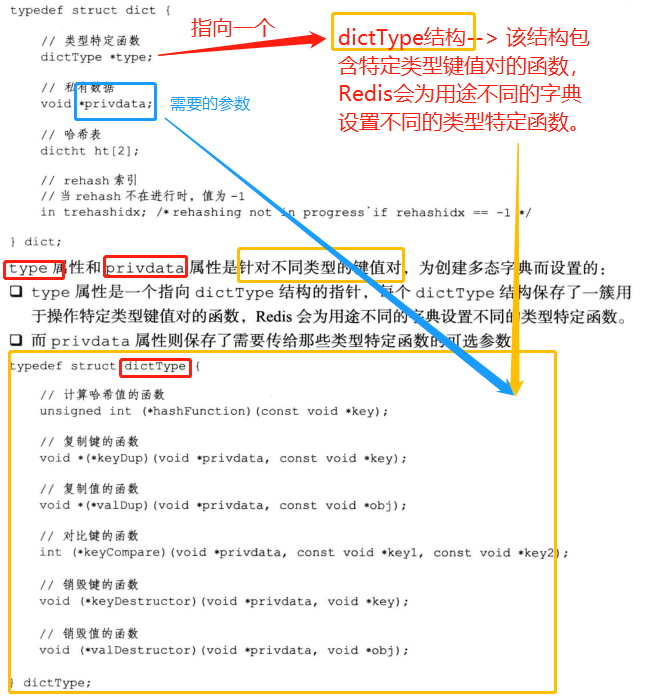 typedef struct dict {
// 类型特定函数
dictType *type;
// 私有数据
void *privdata;
// 哈希表
dictht ht[2];
// rehash 索引
// 当 rehash 不在进行时，值为 -1
in trehashidx; /* rehashing not in progress if rehashidx == -1 */
} dict;
指向一个
需要的参数
dictType结构--> 该结构包
含特定类型键值对的函数，
Redis会为用途不同的字典
设置不同的类型特定函数。
type 属性和 privdata 属性是针对不同类型的键值对，为创建多态字典而设置的：
❑ type 属性是一个指向 dictType 结构的指针，每个 dictType 结构保存了一簇用
于操作特定类型键值对的函数，Redis 会为用途不同的字典设置不同的类型特定函数。
❑ 而 privdata 属性则保存了需要传给那些类型特定函数的可选参数
typedef struct dictType {
// 计算哈希值的函数
unsigned int (*hashFunction)(const void *key);
// 复制键的函数
void *(*keyDup)(void *privdata, const void *key);
// 复制值的函数
void *(*valDup)(void *privdata, const void *obj);
// 对比键的函数
int (*keyCompare)(void *privdata, const void *key1, const void *key2);
// 销毁键的函数
void (*keyDestructor)(void *privdata, void *key);
// 销毁值的函数
void (*valDestructor)(void *privdata, void *obj);
} dictType;